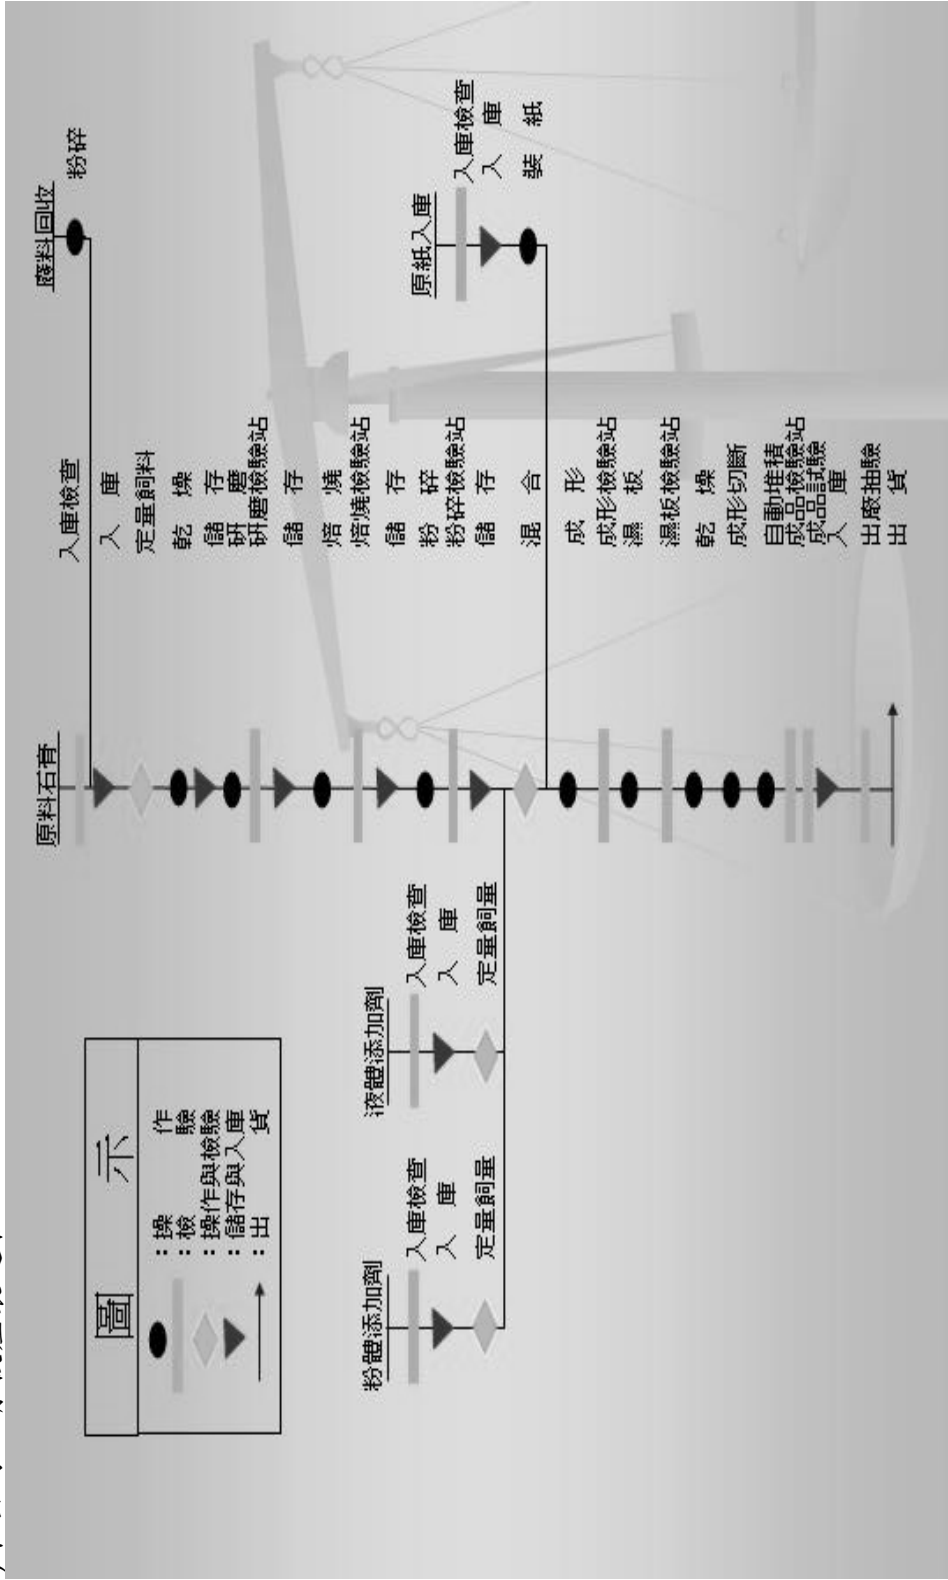 圖 示
:操 作
:檢 驗
:操作與檢驗
:儲存與入庫
:出 貨
粉體添加劑
入庫檢查
入 庫
定量飼量
液體添加劑
入庫檢查
入 庫
定量飼量
原料石膏
入庫檢查
入 庫
定量飼料
乾 燥
儲 存
研 磨
研磨檢驗站
儲 存
焙 燒
焙燒檢驗站
儲 存
粉 碎
粉碎檢驗站
儲 存
混 合
成 形
成形檢驗站
濕 板
濕板檢驗站
乾 燥
成形切斷
自動堆積
成品檢驗站
成品試驗
入 庫
出廠抽驗
出 貨
廢料回收
粉碎
原紙入庫
入庫檢查
入 庫
裝 紙